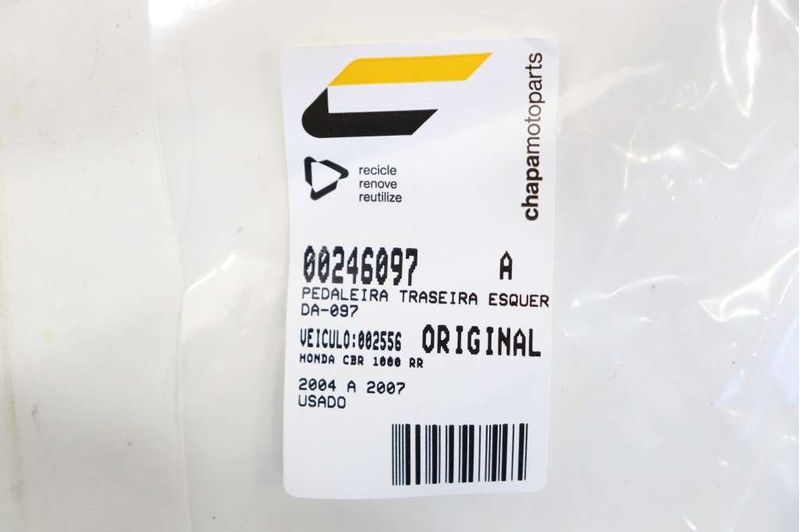 chapamotoparts
recicle
renove
reutilize
00246097 A
PEDALEIRA TRASEIRA ESQUER
DA-097
VEICULO:002556 ORIGINAL
HONDA CBR 1000 RR
2004 A 2007
USADO